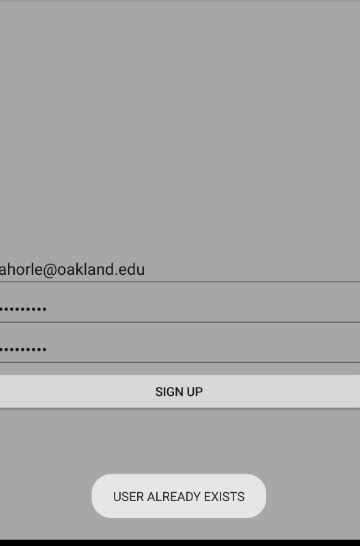 ahorle@oakland.edu
•••••••••
•••••••••
SIGN UP
USER ALREADY EXISTS